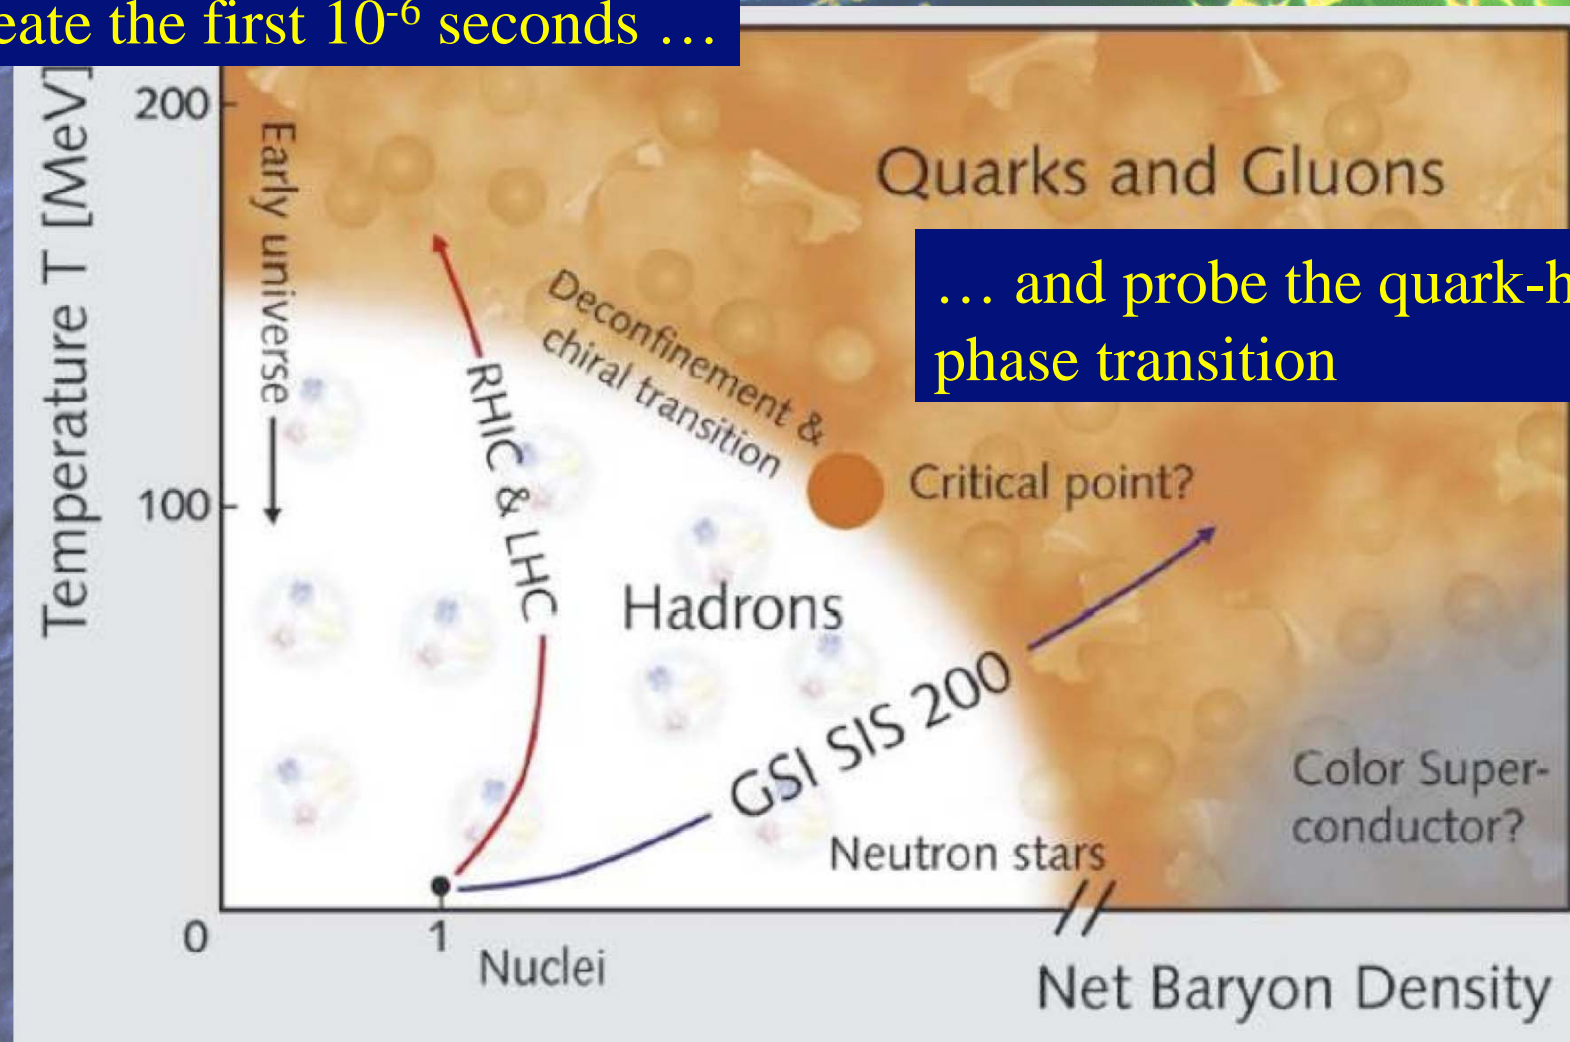 eate the first 10-6 seconds …
Temperature T [MeV]
200
Early universe
Quarks and Gluons
… and probe the quark-h
phase transition
Deconfinement &
chiral transition
RHIC & LHC
100
Critical point?
Hadrons
GSI SIS 200
Color Super-
conductor?
Neutron stars
0
1
Nuclei
Net Baryon Density